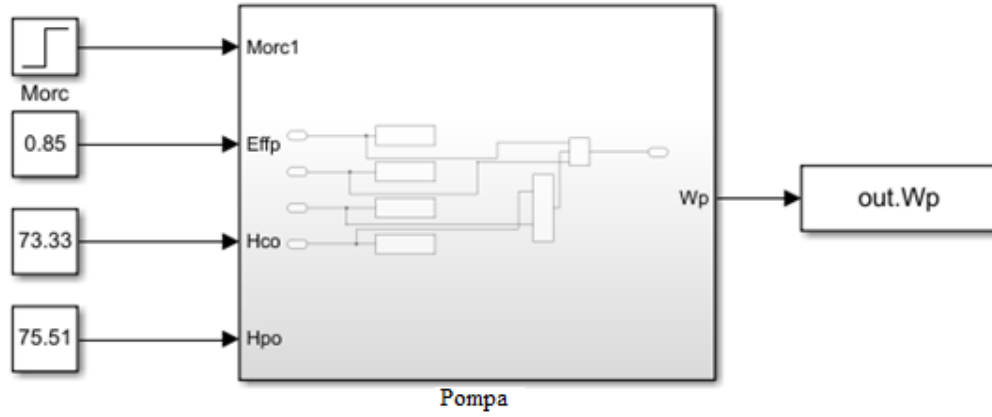 Morc
0.85
73.33
75.51
Morc1
Effp
Hco
Hpo
Wp
Pompa
out.Wp